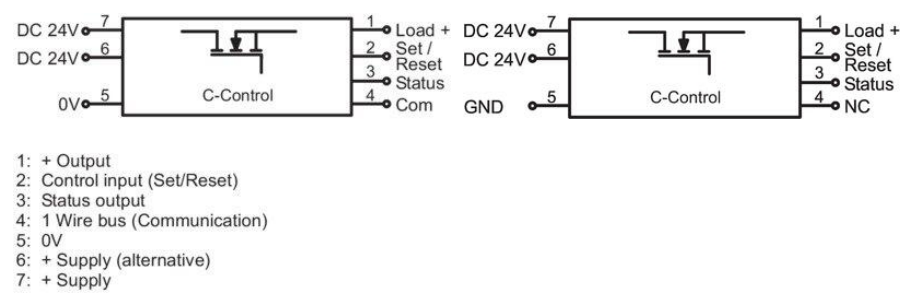 DC 24V 7 1 Load +
DC 24V 6 2 Set / Reset
3 Status
0V 5 C-Control 4 Com
DC 24V 7 1 Load +
DC 24V 6 2 Set / Reset
3 Status
GND 5 C-Control 4 NC
1: + Output
2: Control input (Set/Reset)
3: Status output
4: 1 Wire bus (Communication)
5: 0V
6: + Supply (alternative)
7: + Supply